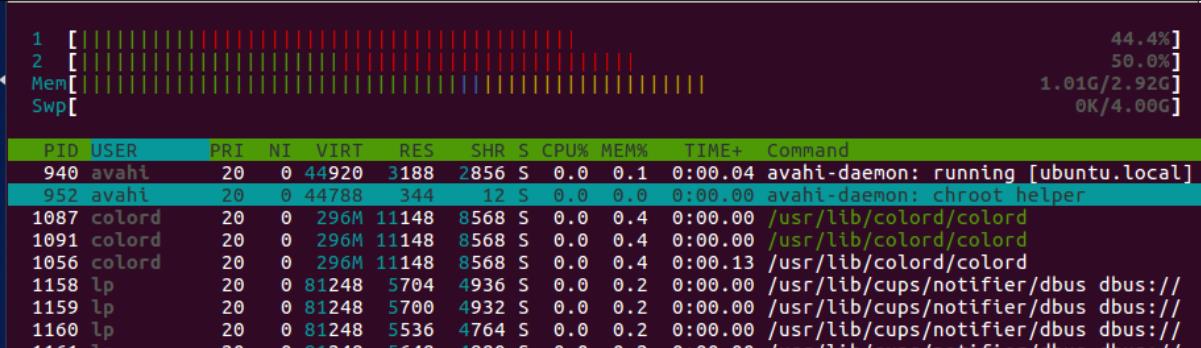 1 [|||||||||||||||||||||||||||||||||||||||||| 44.4%]
2 [||||||||||||||||||||||||||||||||||||||||||||||| 50.0%]
Mem[||||||||||||||||||||||||||||||||||||||||||||||||||||| 1.01G/2.92G]
Swp[ 0K/4.00G]
PID USER PRI NI VIRT RES SHR S CPU% MEM% TIME+ Command
940 avahi 20 0 44920 3188 2856 S 0.0 0.1 0:00.04 avahi-daemon: running [ubuntu.local]
952 avahi 20 0 44788 344 12 S 0.0 0.0 0:00.00 avahi-daemon: chroot helper
1087 colord 20 0 296M 11148 8568 S 0.0 0.4 0:00.00 /usr/lib/colord/colord
1091 colord 20 0 296M 11148 8568 S 0.0 0.4 0:00.00 /usr/lib/colord/colord
1056 colord 20 0 296M 11148 8568 S 0.0 0.4 0:00.13 /usr/lib/colord/colord
1158 lp 20 0 81248 5704 4936 S 0.0 0.2 0:00.00 /usr/lib/cups/notifier/dbus dbus://
1159 lp 20 0 81248 5700 4932 S 0.0 0.2 0:00.00 /usr/lib/cups/notifier/dbus dbus://
1160 lp 20 0 81248 5536 4764 S 0.0 0.2 0:00.00 /usr/lib/cups/notifier/dbus dbus://